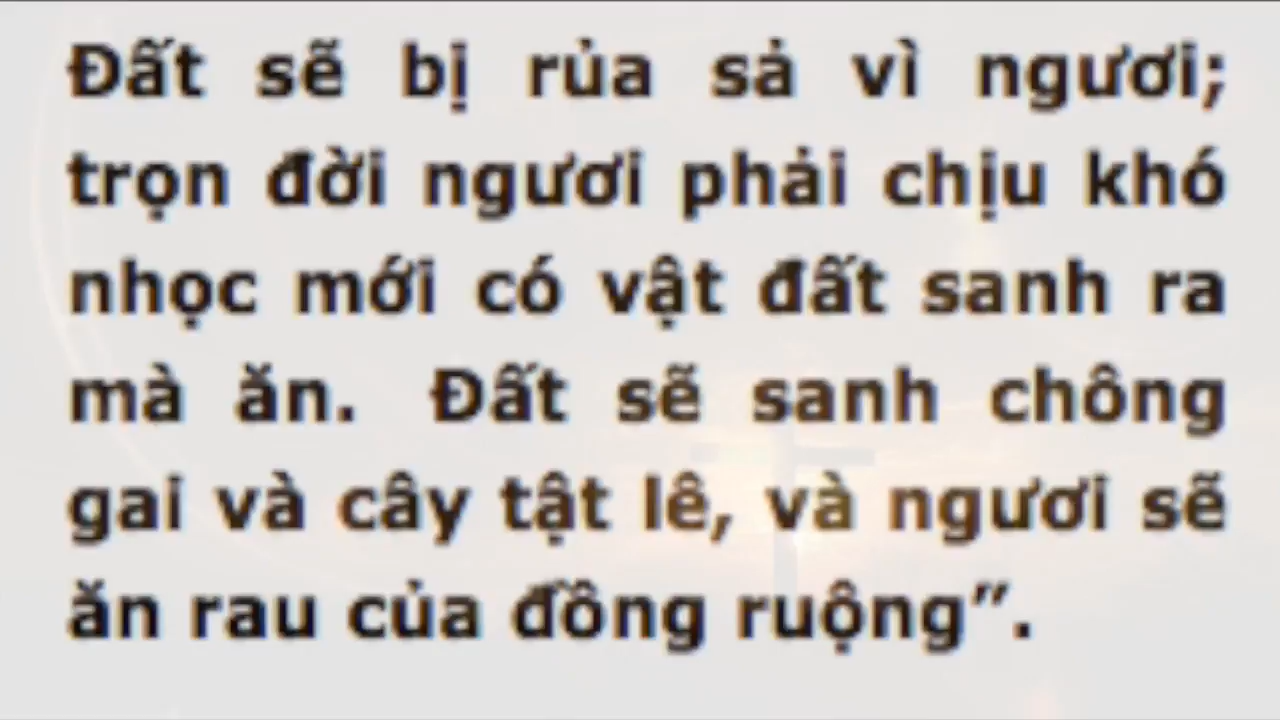 Đất sẽ bị rủa sả vì ngươi;
trọn đời ngươi phải chịu khó
nhọc mới có vật đất sanh ra
mà ăn. Đất sẽ sanh chông
gai và cây tật lê, và ngươi sẽ
ăn rau của đồng ruộng”.